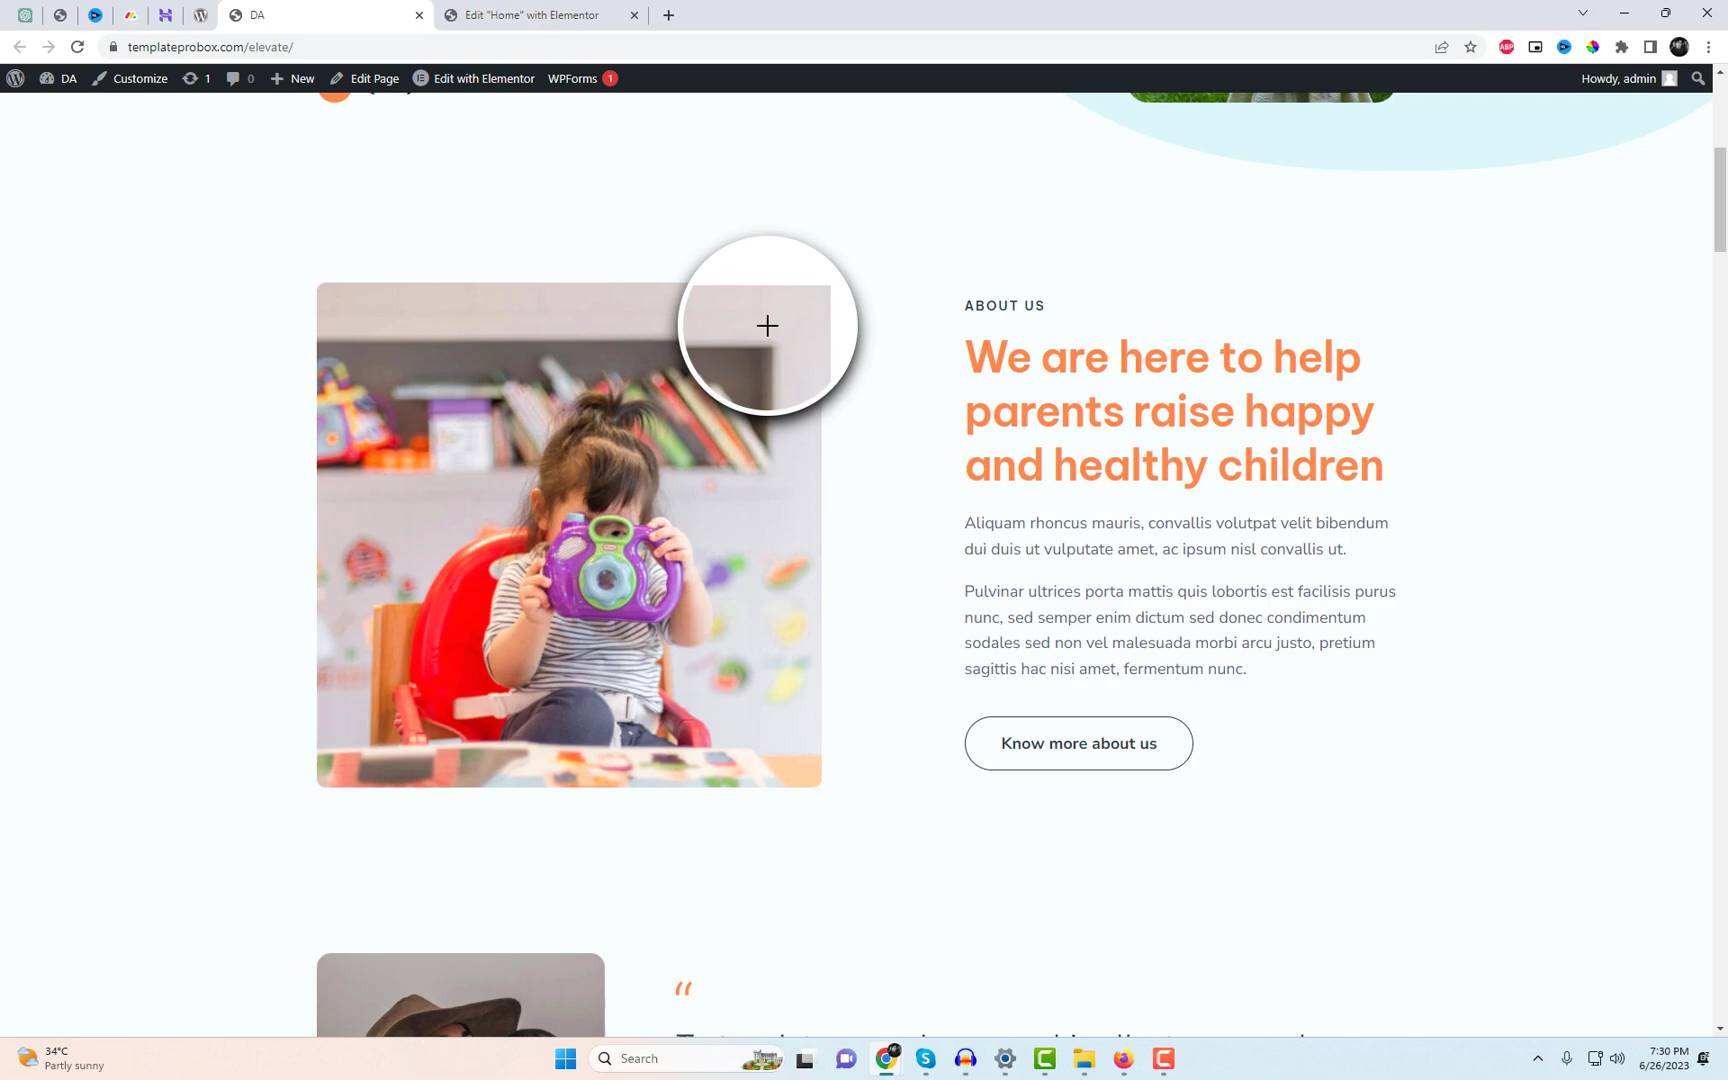 DA
Edit "Home" with Elementor
templateprobox.com/elevate/
ABP
DA
Customize
1
0
New
Edit Page
Edit with Elementor
WPForms 1
Howdy, admin
ABOUT US
We are here to help
parents raise happy
and healthy children
Aliquam rhoncus mauris, convallis volutpat velit bibendum
dui duis ut vulputate amet, ac ipsum nisl convallis ut.
Pulvinar ultrices porta mattis quis lobortis est facilisis purus
nunc, sed semper enim dictum sed donec condimentum
sodales sed non vel malesuada morbi arcu justo, pretium
sagittis hac nisi amet, fermentum nunc.
Know more about us
“
34°C
Partly sunny
Search
7:30 PM
6/26/2023